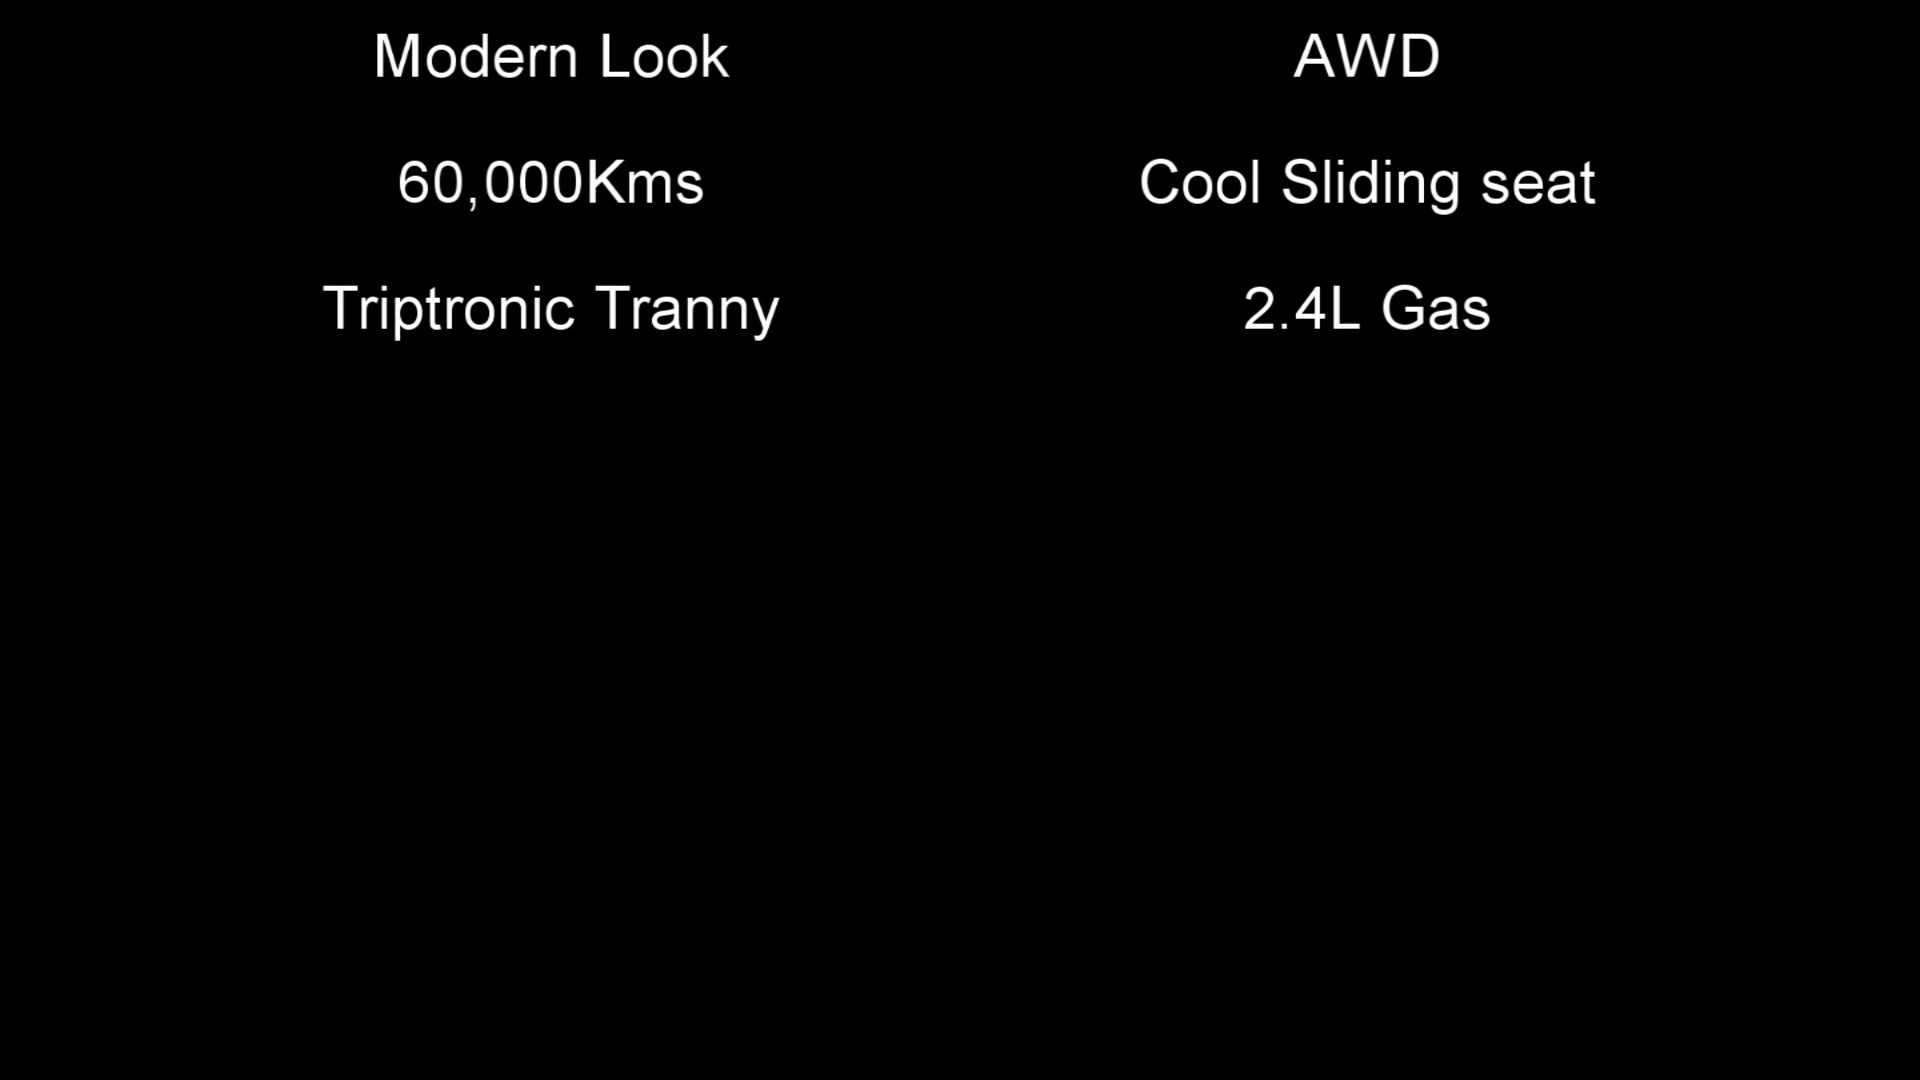 Modern Look
AWD
60,000Kms
Cool Sliding seat
Triptronic Tranny
2.4L Gas